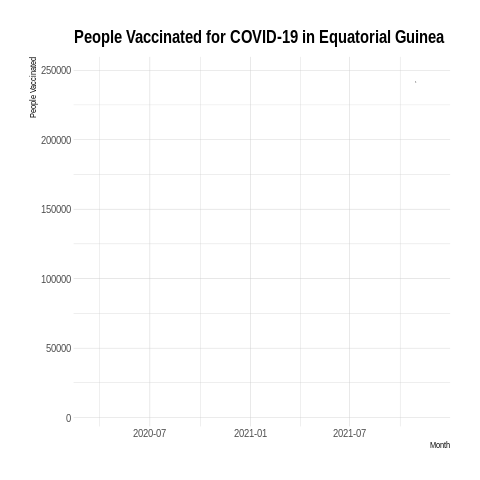 People Vaccinated for COVID-19 in Equatorial Guinea
People Vaccinated
250000
200000
150000
100000
50000
0
2020-07 2021-01 2021-07
Month